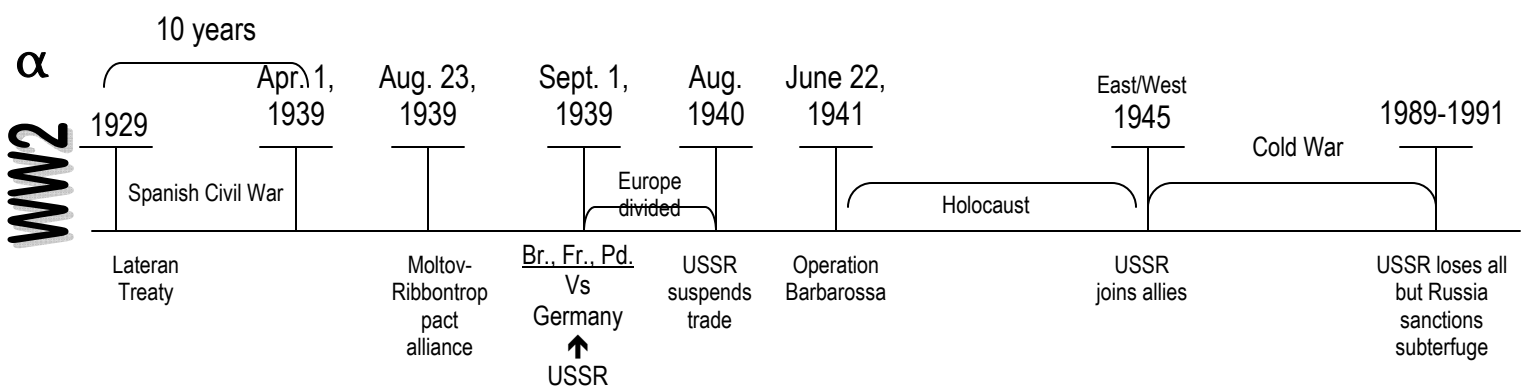 α
WW2
10 years
1929
Apr. 1,
1939
Aug. 23,
1939
Sept. 1,
1939
Aug.
1940
June 22,
1941
East/West
1945
1989-1991
Spanish Civil War
Europe
divided
Holocaust
Cold War
Lateran
Treaty
Moltov-
Ribbontrop
pact
alliance
Br., Fr., Pd.
Vs
Germany
🡹
USSR
USSR
suspends
trade
Operation
Barbarossa
USSR
joins allies
USSR loses all
but Russia
sanctions
subterfuge